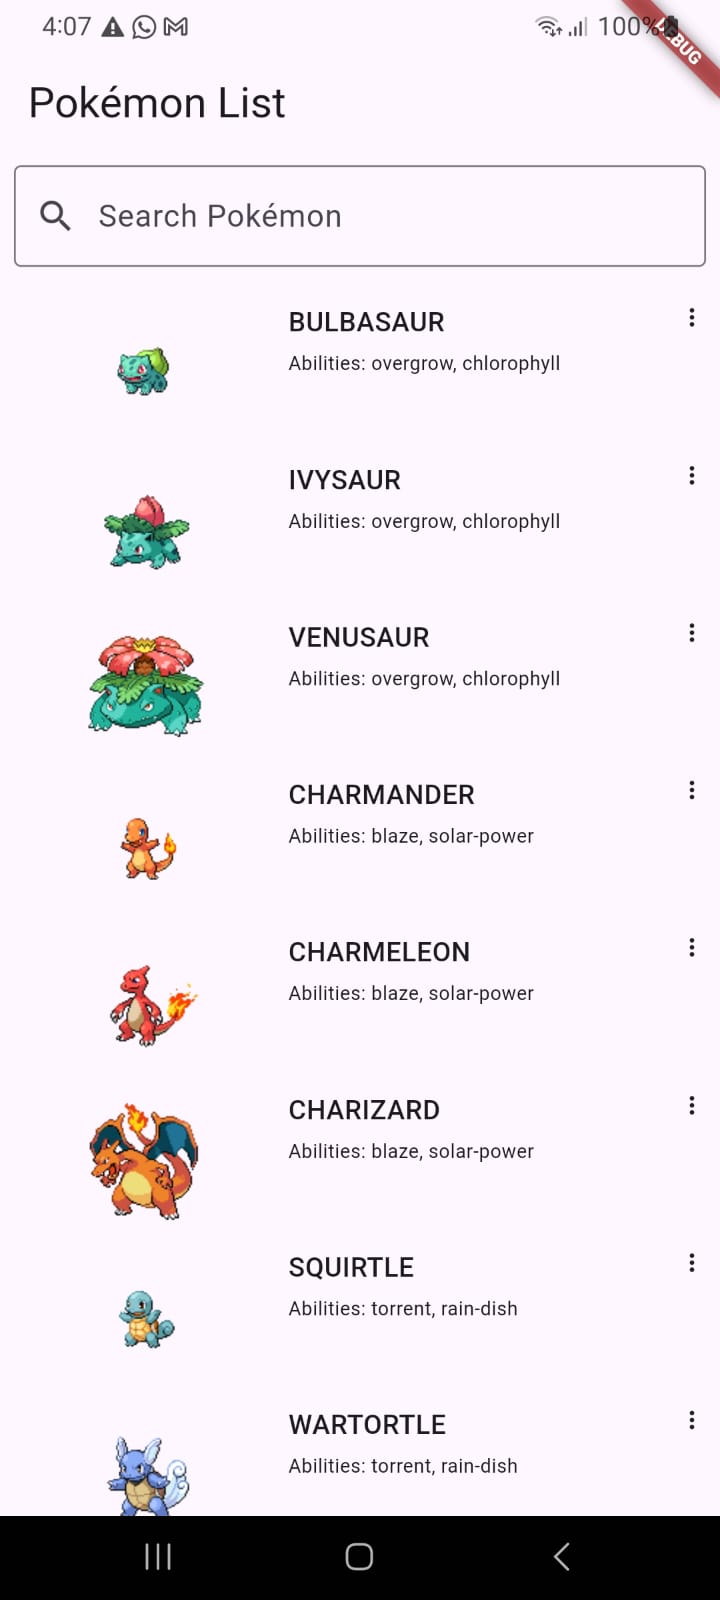 4:07
100%
DEBUG
Pokémon List
Search Pokémon
BULBASAUR
Abilities: overgrow, chlorophyll
IVYSAUR
Abilities: overgrow, chlorophyll
VENUSAUR
Abilities: overgrow, chlorophyll
CHARMANDER
Abilities: blaze, solar-power
CHARMELEON
Abilities: blaze, solar-power
CHARIZARD
Abilities: blaze, solar-power
SQUIRTLE
Abilities: torrent, rain-dish
WARTORTLE
Abilities: torrent, rain-dish